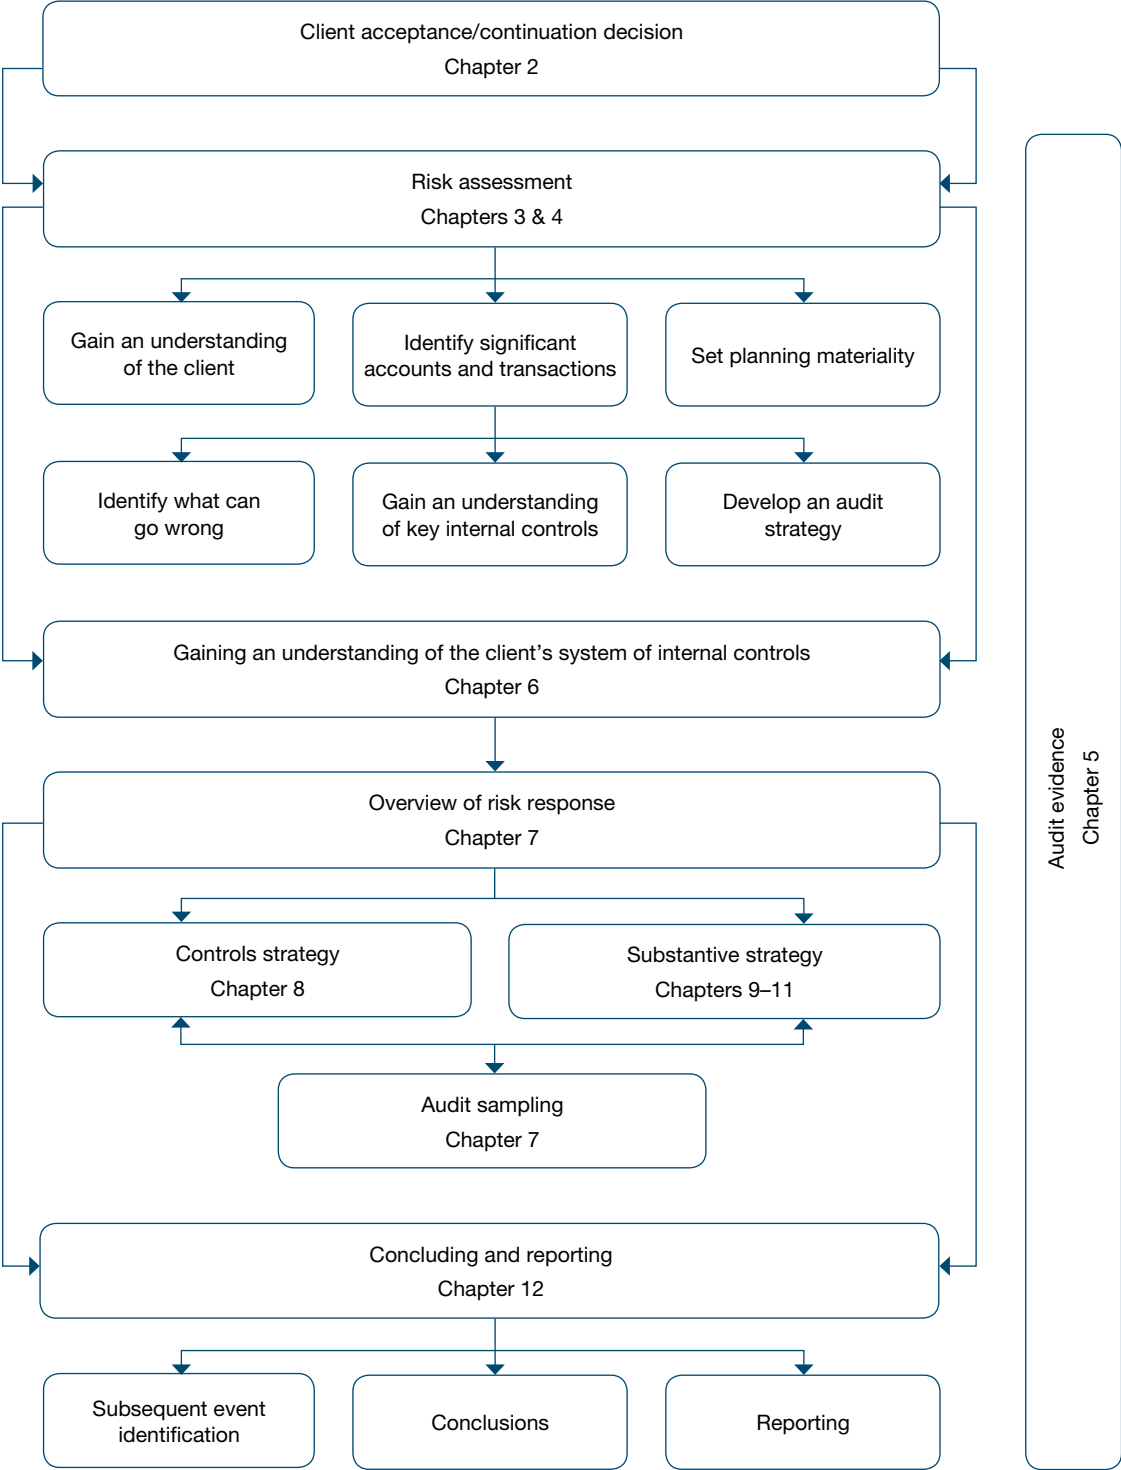 Client acceptance/continuation decision
Chapter 2
Risk assessment
Chapters 3 & 4
Gain an understanding
of the client
Identify significant
accounts and transactions
Set planning materiality
Identify what can
go wrong
Gain an understanding
of key internal controls
Develop an audit
strategy
Gaining an understanding of the client’s system of internal controls
Chapter 6
Overview of risk response
Chapter 7
Controls strategy
Chapter 8
Substantive strategy
Chapters 9–11
Audit sampling
Chapter 7
Concluding and reporting
Chapter 12
Subsequent event
identification
Conclusions
Reporting
Audit evidence
Chapter 5